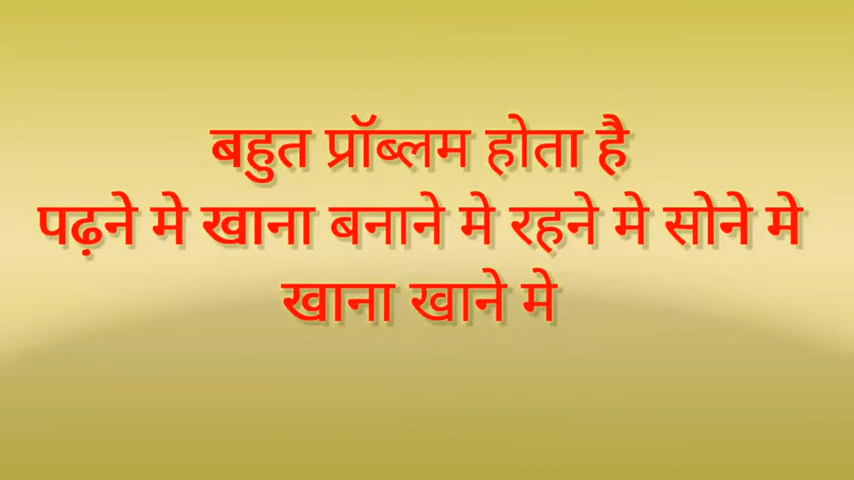 बहुत प्रॉब्लम होता है
पढ़ने मे खाना बनाने मे रहने मे सोने मे
खाना खाने मे